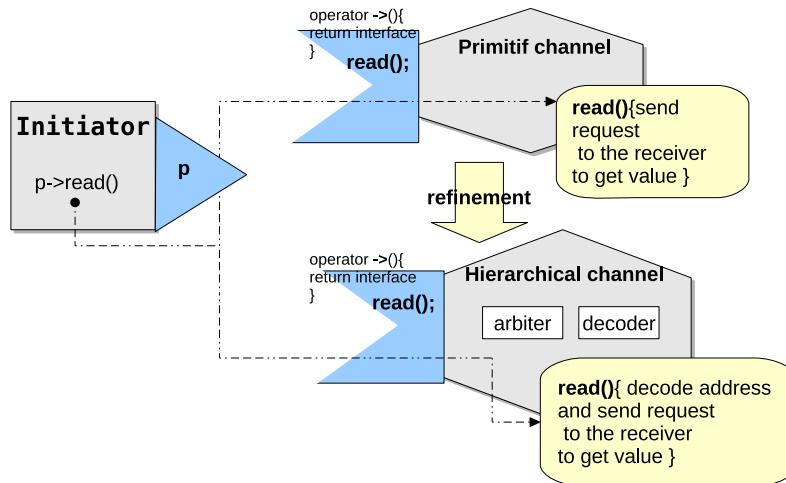 operator ->(){
return interface
}
read();
Primitif channel
read(){send
request
to the receiver
to get value }
Initiator
p
p->read()
refinement
operator ->(){
return interface
}
read();
Hierarchical channel
arbiter
decoder
read(){ decode address
and send request
to the receiver
to get value }